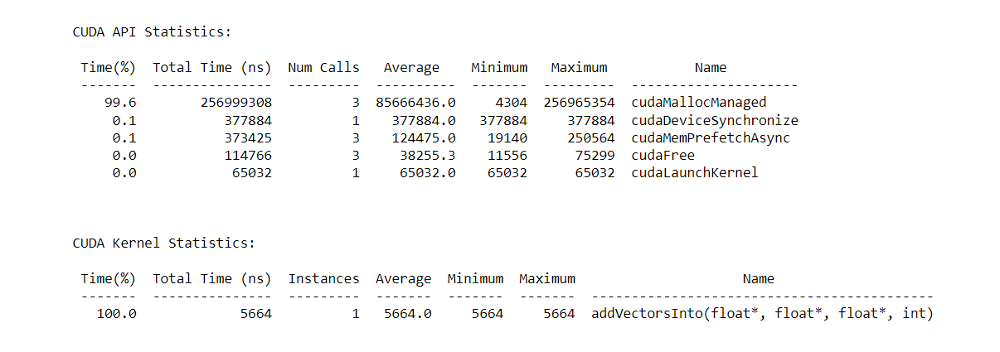 CUDA API Statistics:
Time(%) Total Time (ns) Num Calls Average Minimum Maximum Name
------- --------------- --------- ---------- ------- --------- ---------------------
99.6 256999308 3 85666436.0 4304 256965354 cudaMallocManaged
0.1 377884 1 377884.0 377884 377884 cudaDeviceSynchronize
0.1 373425 3 124475.0 19140 250564 cudaMemPrefetchAsync
0.0 114766 3 38255.3 11556 75299 cudaFree
0.0 65032 1 65032.0 65032 65032 cudaLaunchKernel
CUDA Kernel Statistics:
Time(%) Total Time (ns) Instances Average Minimum Maximum Name
------- --------------- --------- ------- ------- ------- -------------------------------------------
100.0 5664 1 5664.0 5664 5664 addVectorsInto(float*, float*, float*, int)